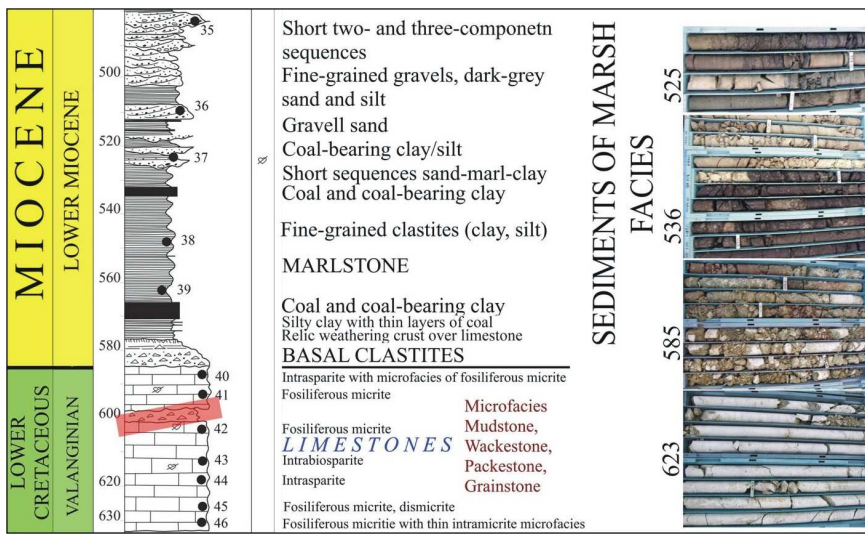 MIOCENE
LOWER MIOCENE
LOWER
CRETACEOUS
VALANGINIAN
500
520
540
560
580
600
620
630
35
36
37
38
39
40
41
42
43
44
45
46
Short two- and three-componetn
sequences
Fine-grained gravels, dark-grey
sand and silt
Gravell sand
Coal-bearing clay/silt
Short sequences sand-marl-clay
Coal and coal-bearing clay
Fine-grained clastites (clay, silt)
MARLSTONE
Coal and coal-bearing clay
Silty clay with thin layers of coal
Relic weathering crust over limestone
BASAL CLASTITES
Intrasparite with microfacies of fosiliferous micrite
Fosiliferous micrite
Fosiliferous micrite
LIMESTONES
Intrabiosparite
Intrasparite
Fosiliferous micrite, dismicrite
Fosiliferous micritie with thin intramicrite microfacies
Microfacies
Mudstone,
Wackestone,
Packestone,
Grainstone
SEDIMENTS OF MARSH
FACIES
525
536
585
623